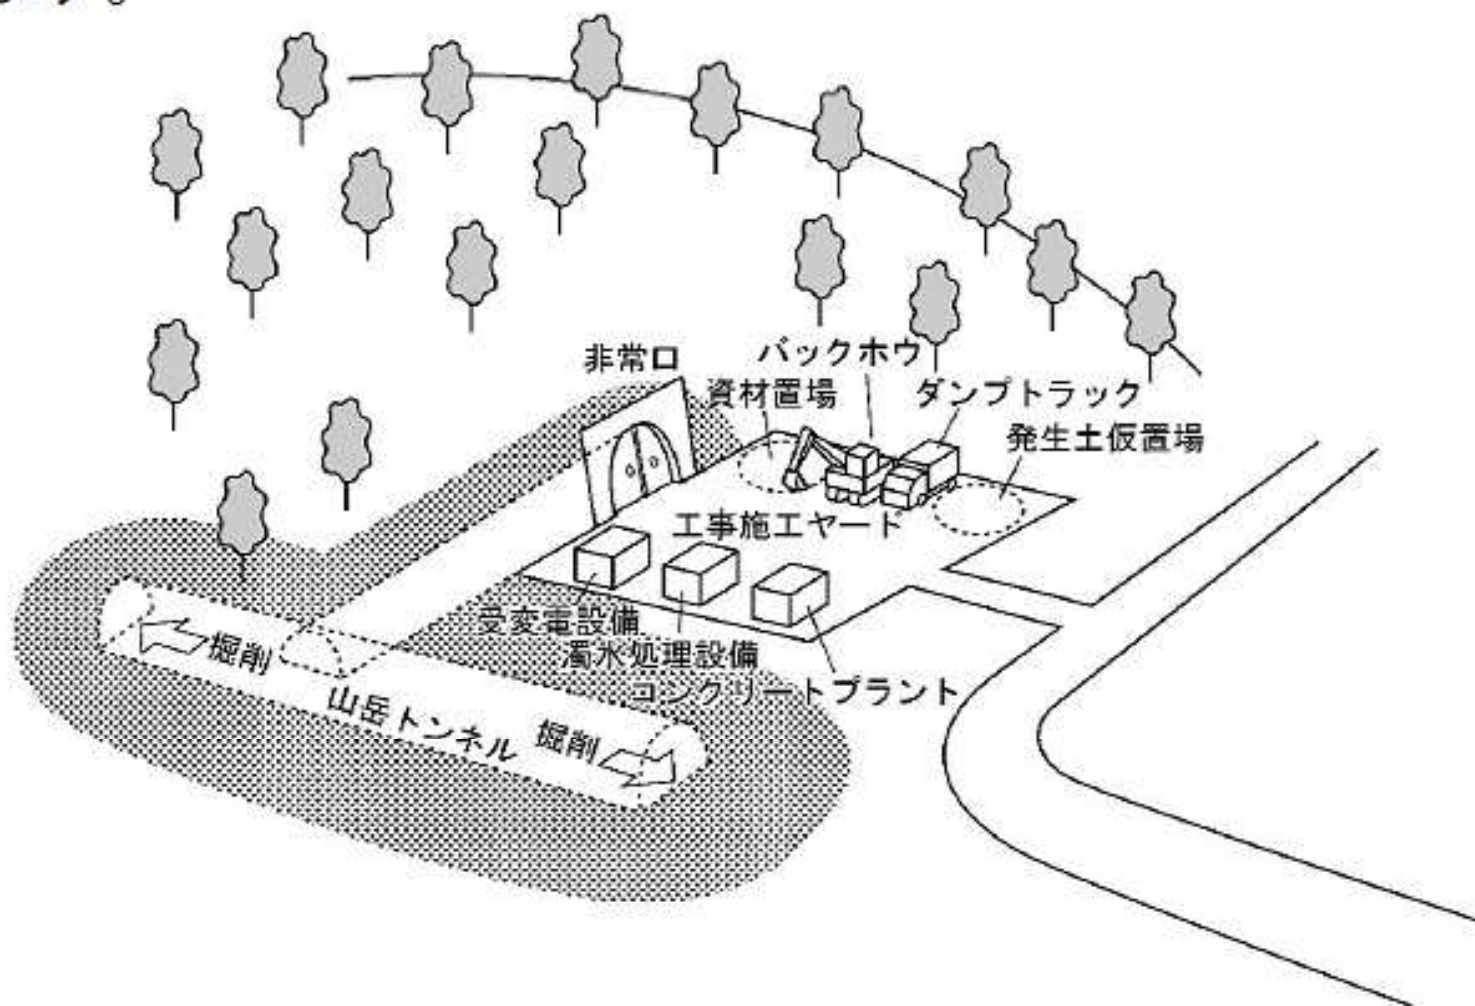 す。
非常口
バックホウ
資材置場
ダンプトラック
発生土仮置場
工事施工ヤード
受変電設備
濁水処理設備
コンクリートプラント
掘削
山岳トンネル
掘削